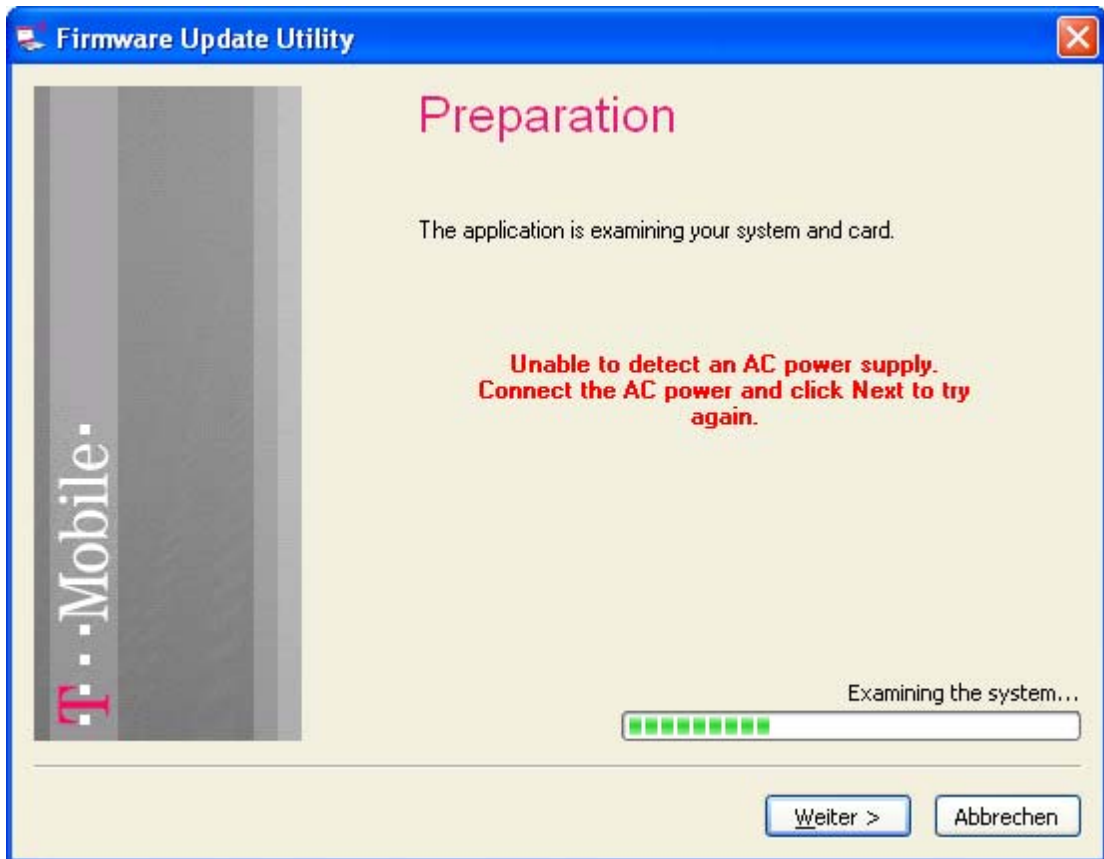 Firmware Update Utility
Preparation
The application is examining your system and card.
Unable to detect an AC power supply.
Connect the AC power and click Next to try
again.
T··Mobile·
Examining the system...
Weiter >
Abbrechen